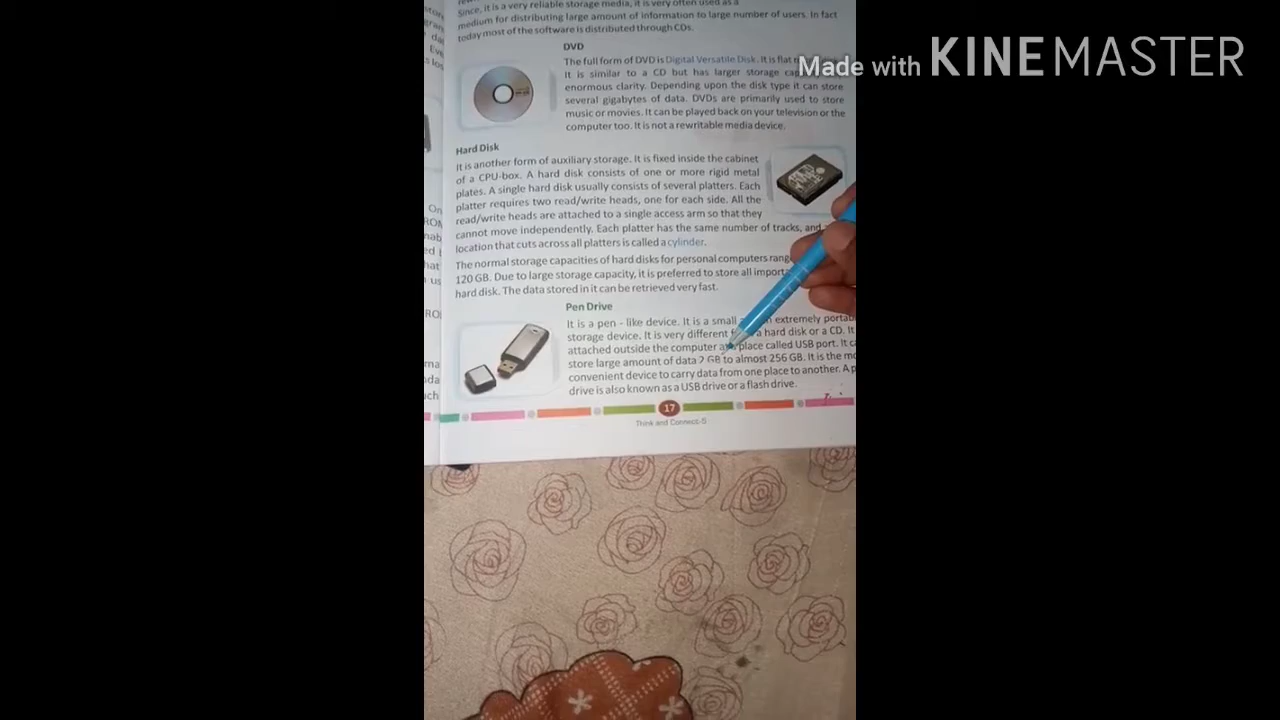 Since, it is a very reliable storage media, it is very often used as a
medium for distributing large amount of information to large number of users. In fact
today most of the software is distributed through CDs.
DVD
The full form of DVD is Digital Versatile Disk. It is flat
It is similar to a CD but has larger storage
enormous clarity. Depending upon the disk type it can store
several gigabytes of data. DVDs are primarily used to store
music or movies. It can be played back on your television or the
computer too. It is not a rewritable media device.
Made with KINEMASTER
Hard Disk
It is another form of auxiliary storage. It is fixed inside the cabinet
of a CPU-box. A hard disk consists of one or more rigid metal
plates. A single hard disk usually consists of several platters. Each
platter requires two read/write heads, one for each side. All the
read/write heads are attached to a single access arm so that they
cannot move independently. Each platter has the same number of tracks, and
location that cuts across all platters is called a cylinder.
The normal storage capacities of hard disks for personal computers
120 GB. Due to large storage capacity, it is preferred to store all
hard disk. The data stored in it can be retrieved very fast.
Pen Drive
It is a pen - like device. It is a small extremely
storage device. It is very different a hard disk or a CD. It
attached outside the computer place called USB port. It
store large amount of data 2 GB to almost 256 GB. It is the
convenient device to carry data from one place to another. A
drive is also known as a USB drive or a flash drive.
17
Think and Connect-5